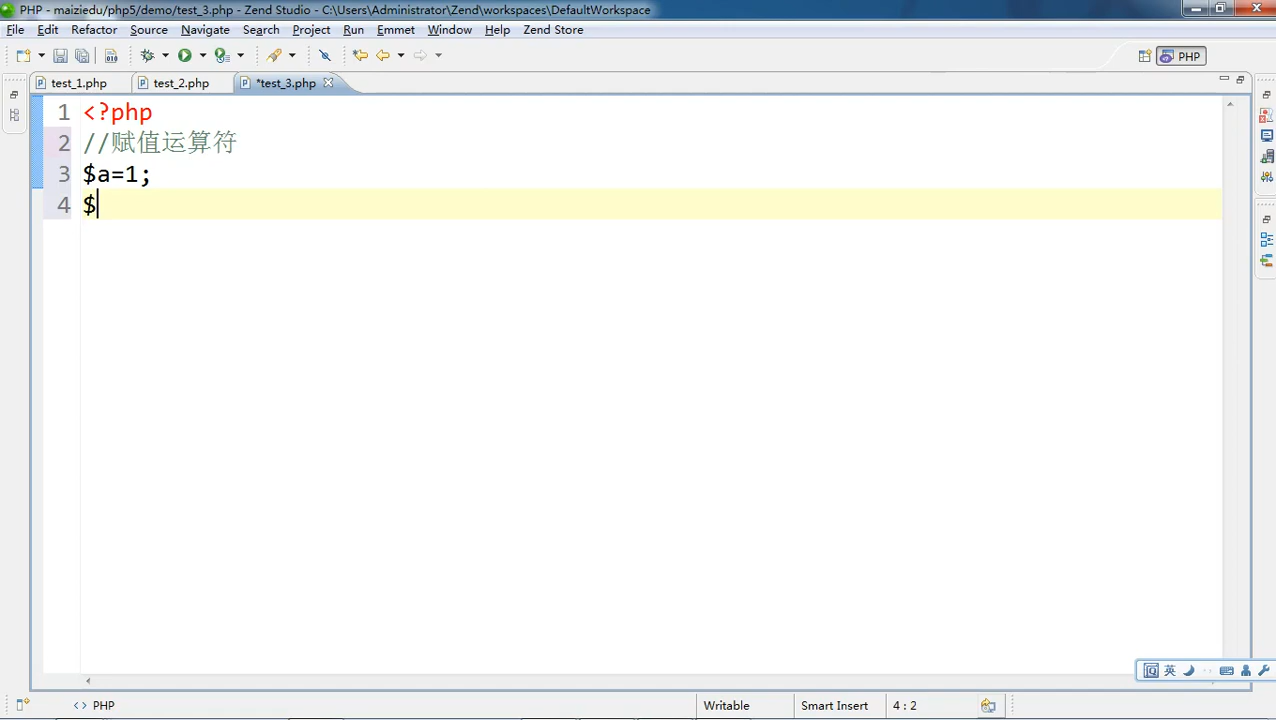 PHP - maiziedu/php5/demo/test_3.php - Zend Studio - C:\Users\Administrator\Zend\workspaces\DefaultWorkspace
File Edit Refactor Source Navigate Search Project Run Emmet Window Help Zend Store
PHP
test_1.php test_2.php *test_3.php
1 <?php
2 //赋值运算符
3 $a=1;
4 $
英
<> PHP Writable Smart Insert 4 : 2